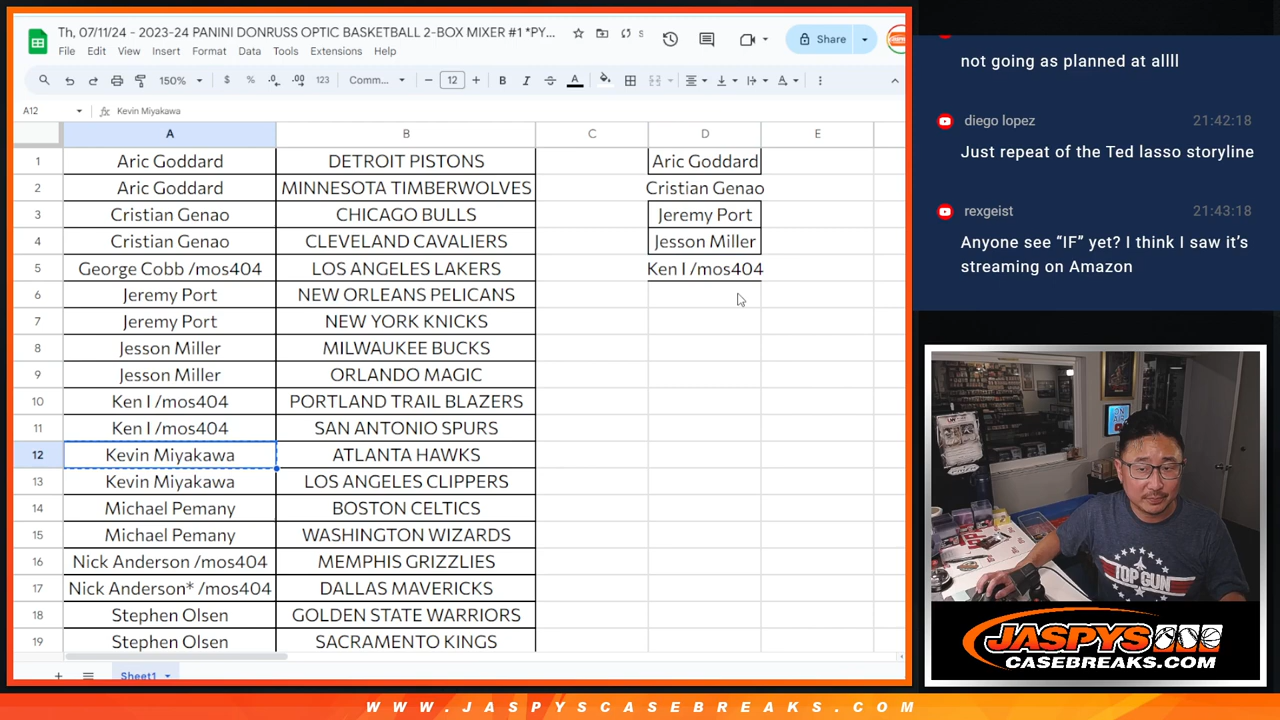 Th, 07/11/24 - 2023-24 PANINI DONRUSS OPTIC BASKETBALL 2-BOX MIXER #1 *PY...
Share
File Edit View Insert Format Data Tools Extensions Help
150% $ % .0 .00 123 Comm... 12 B I A
A12 fx Kevin Miyakawa
A B C D E
1 Aric Goddard DETROIT PISTONS Aric Goddard
2 Aric Goddard MINNESOTA TIMBERWOLVES Cristian Genao
3 Cristian Genao CHICAGO BULLS Jeremy Port
4 Cristian Genao CLEVELAND CAVALIERS Jesson Miller
5 George Cobb /mos404 LOS ANGELES LAKERS Ken I /mos404
6 Jeremy Port NEW ORLEANS PELICANS
7 Jeremy Port NEW YORK KNICKS
8 Jesson Miller MILWAUKEE BUCKS
9 Jesson Miller ORLANDO MAGIC
10 Ken I /mos404 PORTLAND TRAIL BLAZERS
11 Ken I /mos404 SAN ANTONIO SPURS
12 Kevin Miyakawa ATLANTA HAWKS
13 Kevin Miyakawa LOS ANGELES CLIPPERS
14 Michael Pemany BOSTON CELTICS
15 Michael Pemany WASHINGTON WIZARDS
16 Nick Anderson /mos404 MEMPHIS GRIZZLIES
17 Nick Anderson* /mos404 DALLAS MAVERICKS
18 Stephen Olsen GOLDEN STATE WARRIORS
19 Stephen Olsen SACRAMENTO KINGS
Sheet1
not going as planned at allll
diego lopez 21:42:18
Just repeat of the Ted lasso storyline
rexgeist 21:43:18
Anyone see “IF” yet? I think I saw it’s
streaming on Amazon
ON AIR
TOP GUN
JASPYS
CASEBREAKS.COM
WWW.JASPYSCASEBREAKS.COM